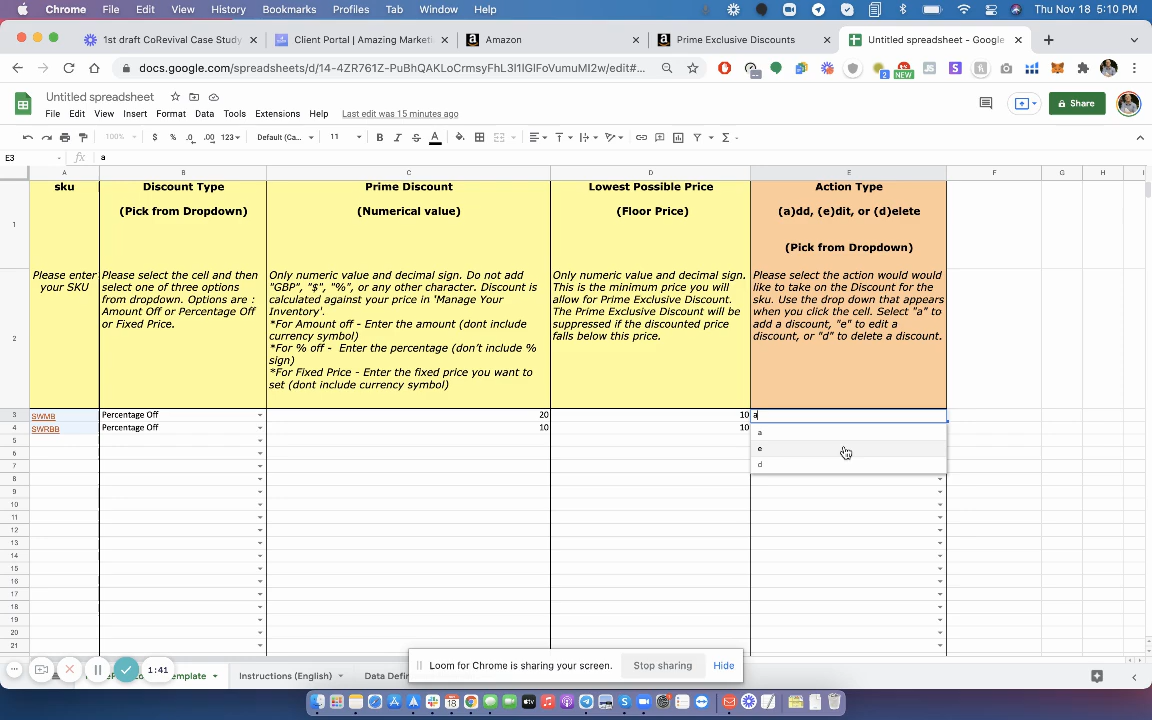 Chrome File Edit View History Bookmarks Profiles Tab Window Help Thu Nov 18 5:10 PM
1st draft CoRevival Case Study Client Portal | Amazing Market Amazon Prime Exclusive Discounts Untitled spreadsheet - Google
docs.google.com/spreadsheets/d/14-4ZR761Z-PuBhQAKLoCrmsyFhL3l1IGIFoVumuMI2w/edit#... 2 NEW
Untitled spreadsheet
Share
File Edit View Insert Format Data Tools Extensions Help Last edit was 15 minutes ago
100% $ % .0 .00 123 Default (Ca... 11 B I S A
E3 fx a
A B C D E F G H
sku Discount Type Prime Discount Lowest Possible Price Action Type
(Pick from Dropdown) (Numerical value) (Floor Price) (a)dd, (e)dit, or (d)elete
1
(Pick from Dropdown)
Please enter your SKU
Please select the cell and then
select one of three options
from dropdown. Options are :
Amount Off or Percentage Off
or Fixed Price.
Only numeric value and decimal sign. Do not add
"GBP", "$", "%", or any other character. Discount is
calculated against your price in 'Manage Your
Inventory'.
*For Amount off - Enter the amount (dont include
currency symbol)
*For % off - Enter the percentage (don't include %
sign)
*For Fixed Price - Enter the fixed price you want to
set (dont include currency symbol)
Only numeric value and decimal sign.
This is the minimum price you will
allow for Prime Exclusive Discount.
The Prime Exclusive Discount will be
suppressed if the discounted price
falls below this price.
Please select the action would would
like to take on the Discount for the
sku. Use the drop down that appears
when you click the cell. Select "a" to
add a discount, "e" to edit a
discount, or "d" to delete a discount.
2
3 SWMB Percentage Off 20 10 a
4 SWRBB Percentage Off 10 10
a
e
d
5
6
7
8
9
10
11
12
13
14
15
16
17
18
19
20
21
Loom for Chrome is sharing your screen. Stop sharing Hide
1:41
Template Instructions (English)
18